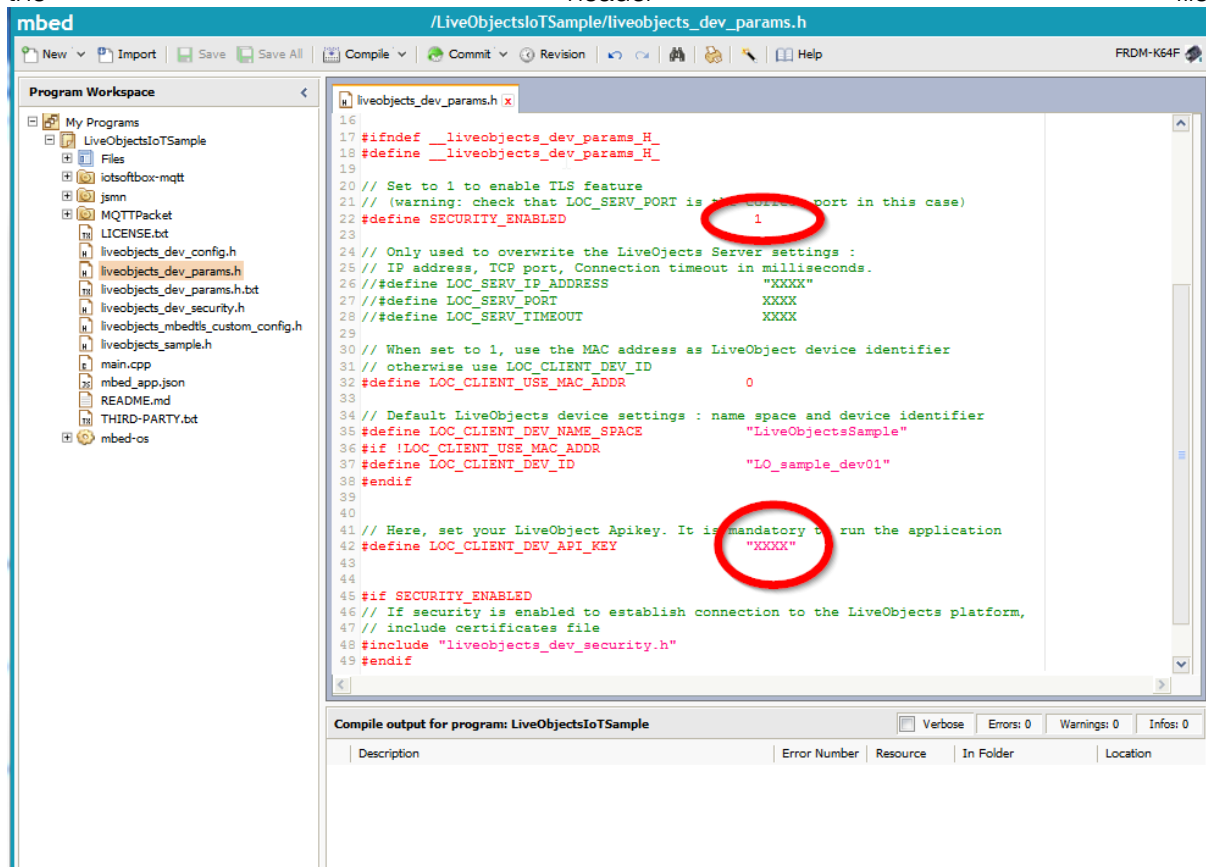 the Header file
mbed /LiveObjectsIoTSample/liveobjects_dev_params.h
New Import Save Save All Compile Commit Revision Help FRDM-K64F
Program Workspace
My Programs
LiveObjectsIoTSample
Files
iotsoftbox-mqtt
jsmn
MQTTPacket
LICENSE.txt
liveobjects_dev_config.h
liveobjects_dev_params.h
liveobjects_dev_params.h.txt
liveobjects_dev_security.h
liveobjects_mbedtls_custom_config.h
liveobjects_sample.h
main.cpp
mbed_app.json
README.md
THIRD-PARTY.txt
mbed-os
liveobjects_dev_params.h x
16
17 #ifndef __liveobjects_dev_params_H_
18 #define __liveobjects_dev_params_H_
19
20 // Set to 1 to enable TLS feature
21 // (warning: check that LOC_SERV_PORT is the correct port in this case)
22 #define SECURITY_ENABLED 1
23
24 // Only used to overwrite the LiveOjects Server settings :
25 // IP address, TCP port, Connection timeout in milliseconds.
26 //#define LOC_SERV_IP_ADDRESS "XXXX"
27 //#define LOC_SERV_PORT XXXX
28 //#define LOC_SERV_TIMEOUT XXXX
29
30 // When set to 1, use the MAC address as LiveObject device identifier
31 // otherwise use LOC_CLIENT_DEV_ID
32 #define LOC_CLIENT_USE_MAC_ADDR 0
33
34 // Default LiveObjects device settings : name space and device identifier
35 #define LOC_CLIENT_DEV_NAME_SPACE "LiveObjectsSample"
36 #if !LOC_CLIENT_USE_MAC_ADDR
37 #define LOC_CLIENT_DEV_ID "LO_sample_dev01"
38 #endif
39
40
41 // Here, set your LiveObject Apikey. It is mandatory to run the application
42 #define LOC_CLIENT_DEV_API_KEY "XXXX"
43
44
45 #if SECURITY_ENABLED
46 // If security is enabled to establish connection to the LiveObjects platform,
47 // include certificates file
48 #include "liveobjects_dev_security.h"
49 #endif
Compile output for program: LiveObjectsIoTSample Verbose Errors: 0 Warnings: 0 Infos: 0
Description Error Number Resource In Folder Location